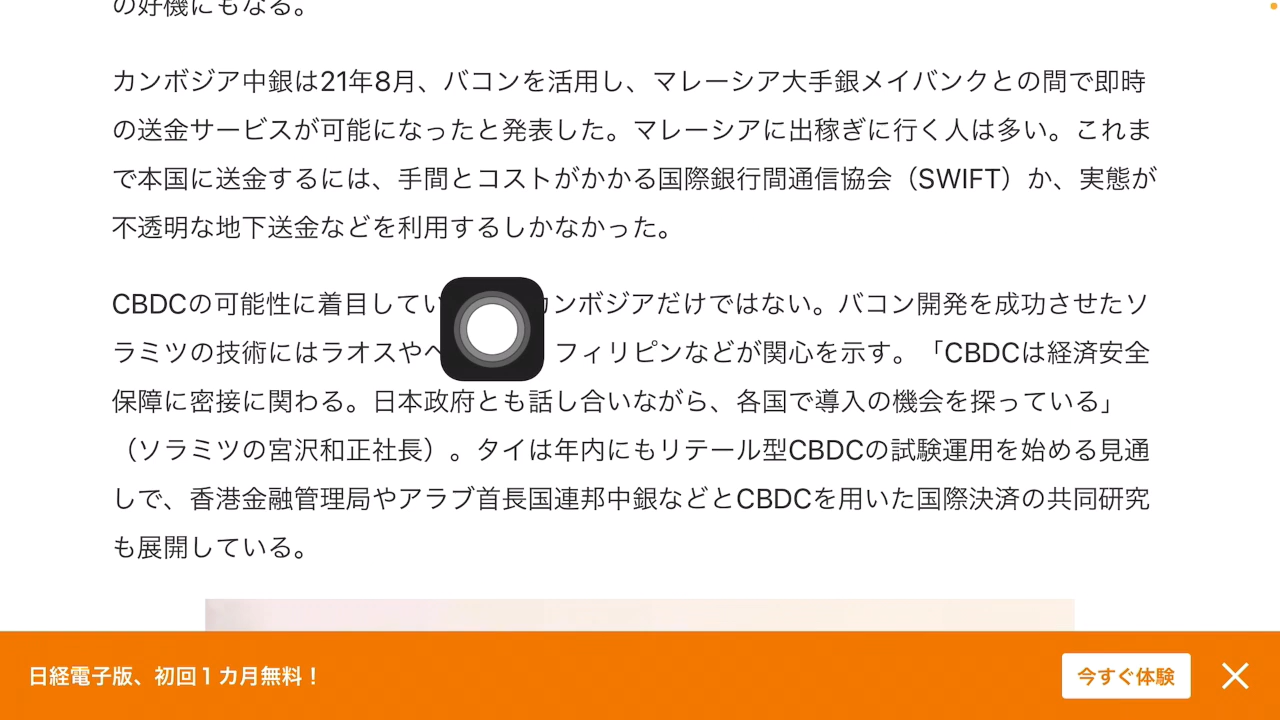 の好機にもなる。
カンボジア中銀は21年8月、バコンを活用し、マレーシア大手銀メイバンクとの間で即時
の送金サービスが可能になったと発表した。マレーシアに出稼ぎに行く人は多い。これま
で本国に送金するには、手間とコストがかかる国際銀行間通信協会（SWIFT）か、実態が
不透明な地下送金などを利用するしかなかった。
CBDCの可能性に着目してい ンボジアだけではない。バコン開発を成功させたソ
ラミツの技術にはラオスや フィリピンなどが関心を示す。「CBDCは経済安全
保障に密接に関わる。日本政府とも話し合いながら、各国で導入の機会を探っている」
（ソラミツの宮沢和正社長）。タイは年内にもリテール型CBDCの試験運用を始める見通
しで、香港金融管理局やアラブ首長国連邦中銀などとCBDCを用いた国際決済の共同研究
も展開している。
日経電子版、初回１カ月無料！
今すぐ体験